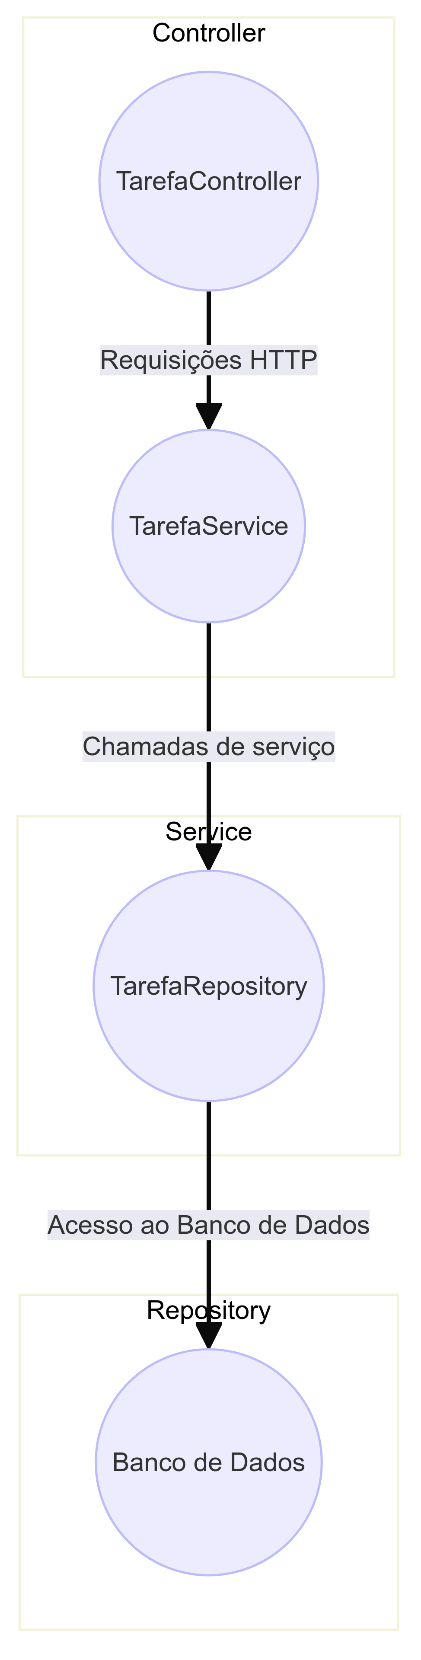 Controller
TarefaController
Requisições HTTP
TarefaService
Chamadas de serviço
Service
TarefaRepository
Acesso ao Banco de Dados
Repository
Banco de Dados